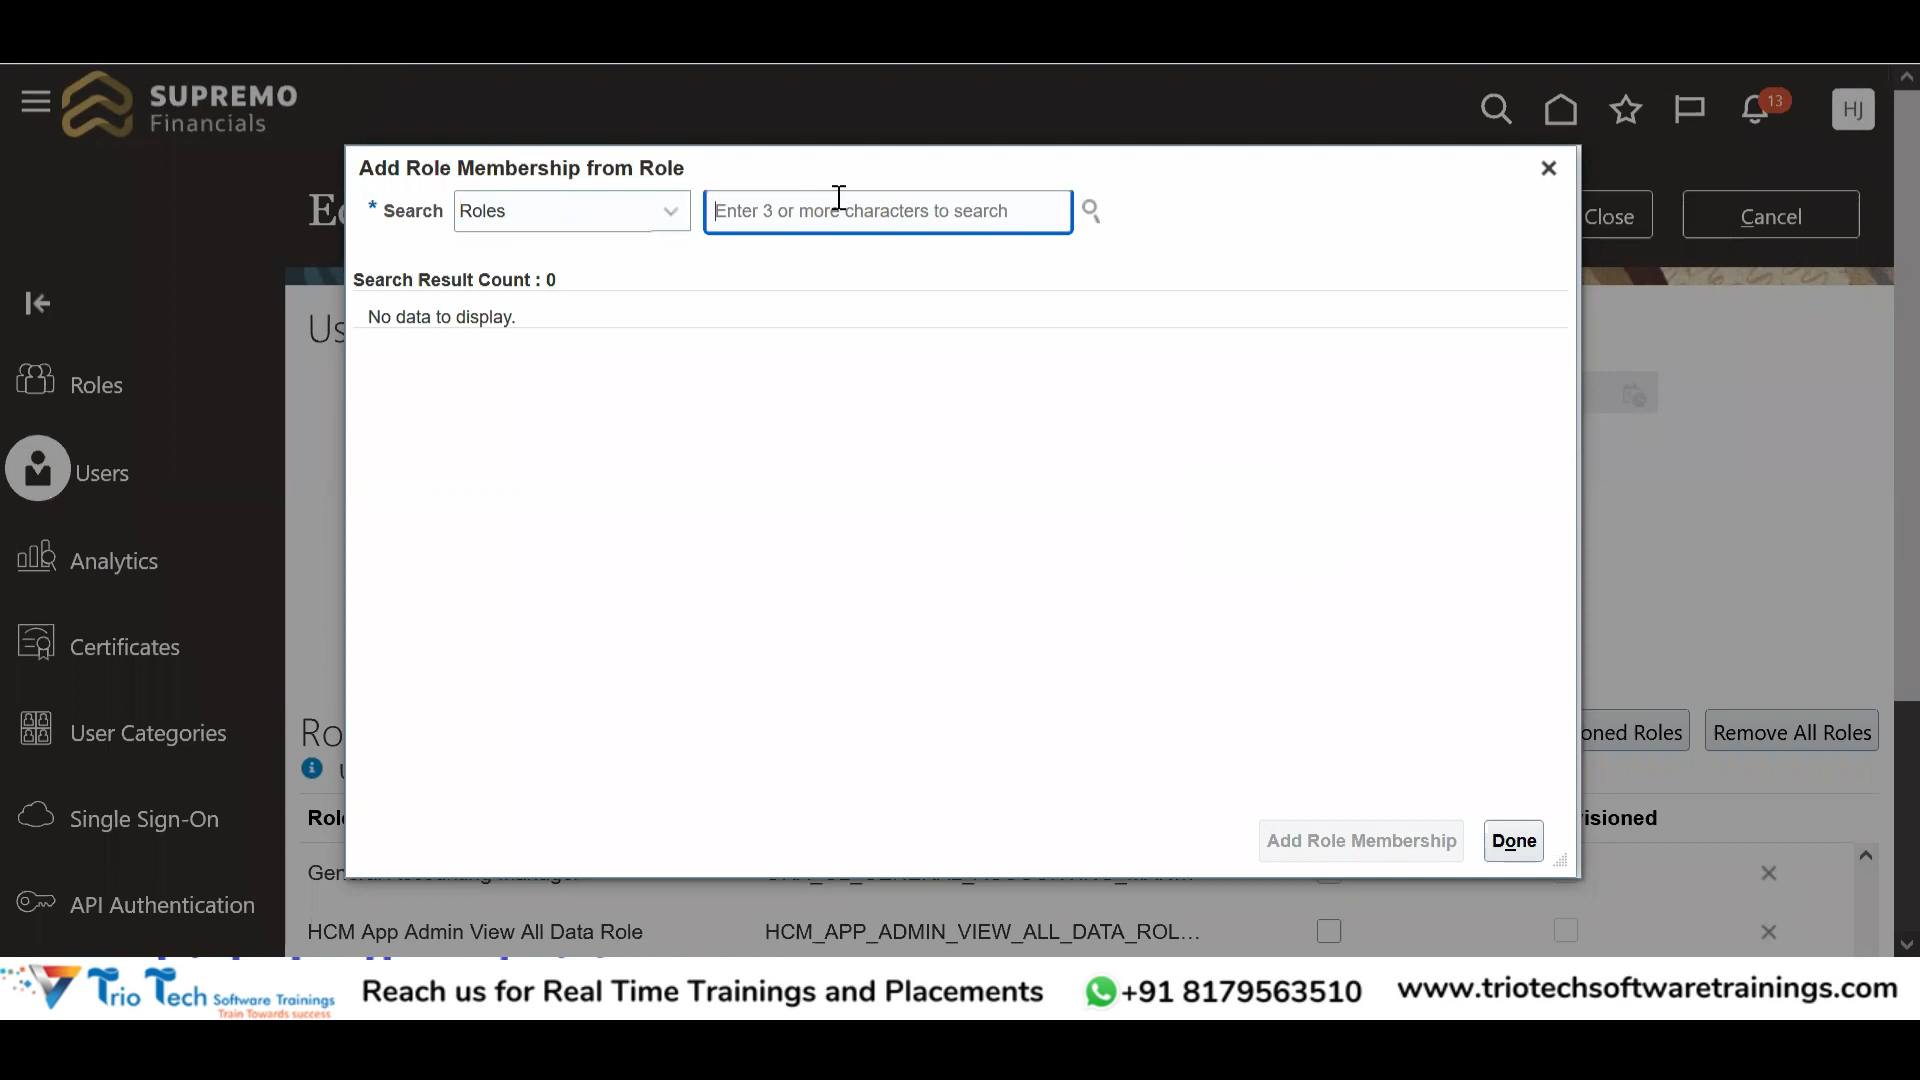 SUPREMO
Financials
13
HJ
Add Role Membership from Role
* Search Roles Enter 3 or more characters to search
Close
Cancel
Search Result Count : 0
No data to display.
Us
Roles
Users
Analytics
Certificates
User Categories
Single Sign-On
API Authentication
Ro
oned Roles
Remove All Roles
Role
isioned
Add Role Membership
Done
HCM App Admin View All Data Role
HCM_APP_ADMIN_VIEW_ALL_DATA_ROL...
Trio Tech Software Trainings
Train Towards success
Reach us for Real Time Trainings and Placements
+91 8179563510
www.triotechsoftwaretrainings.com